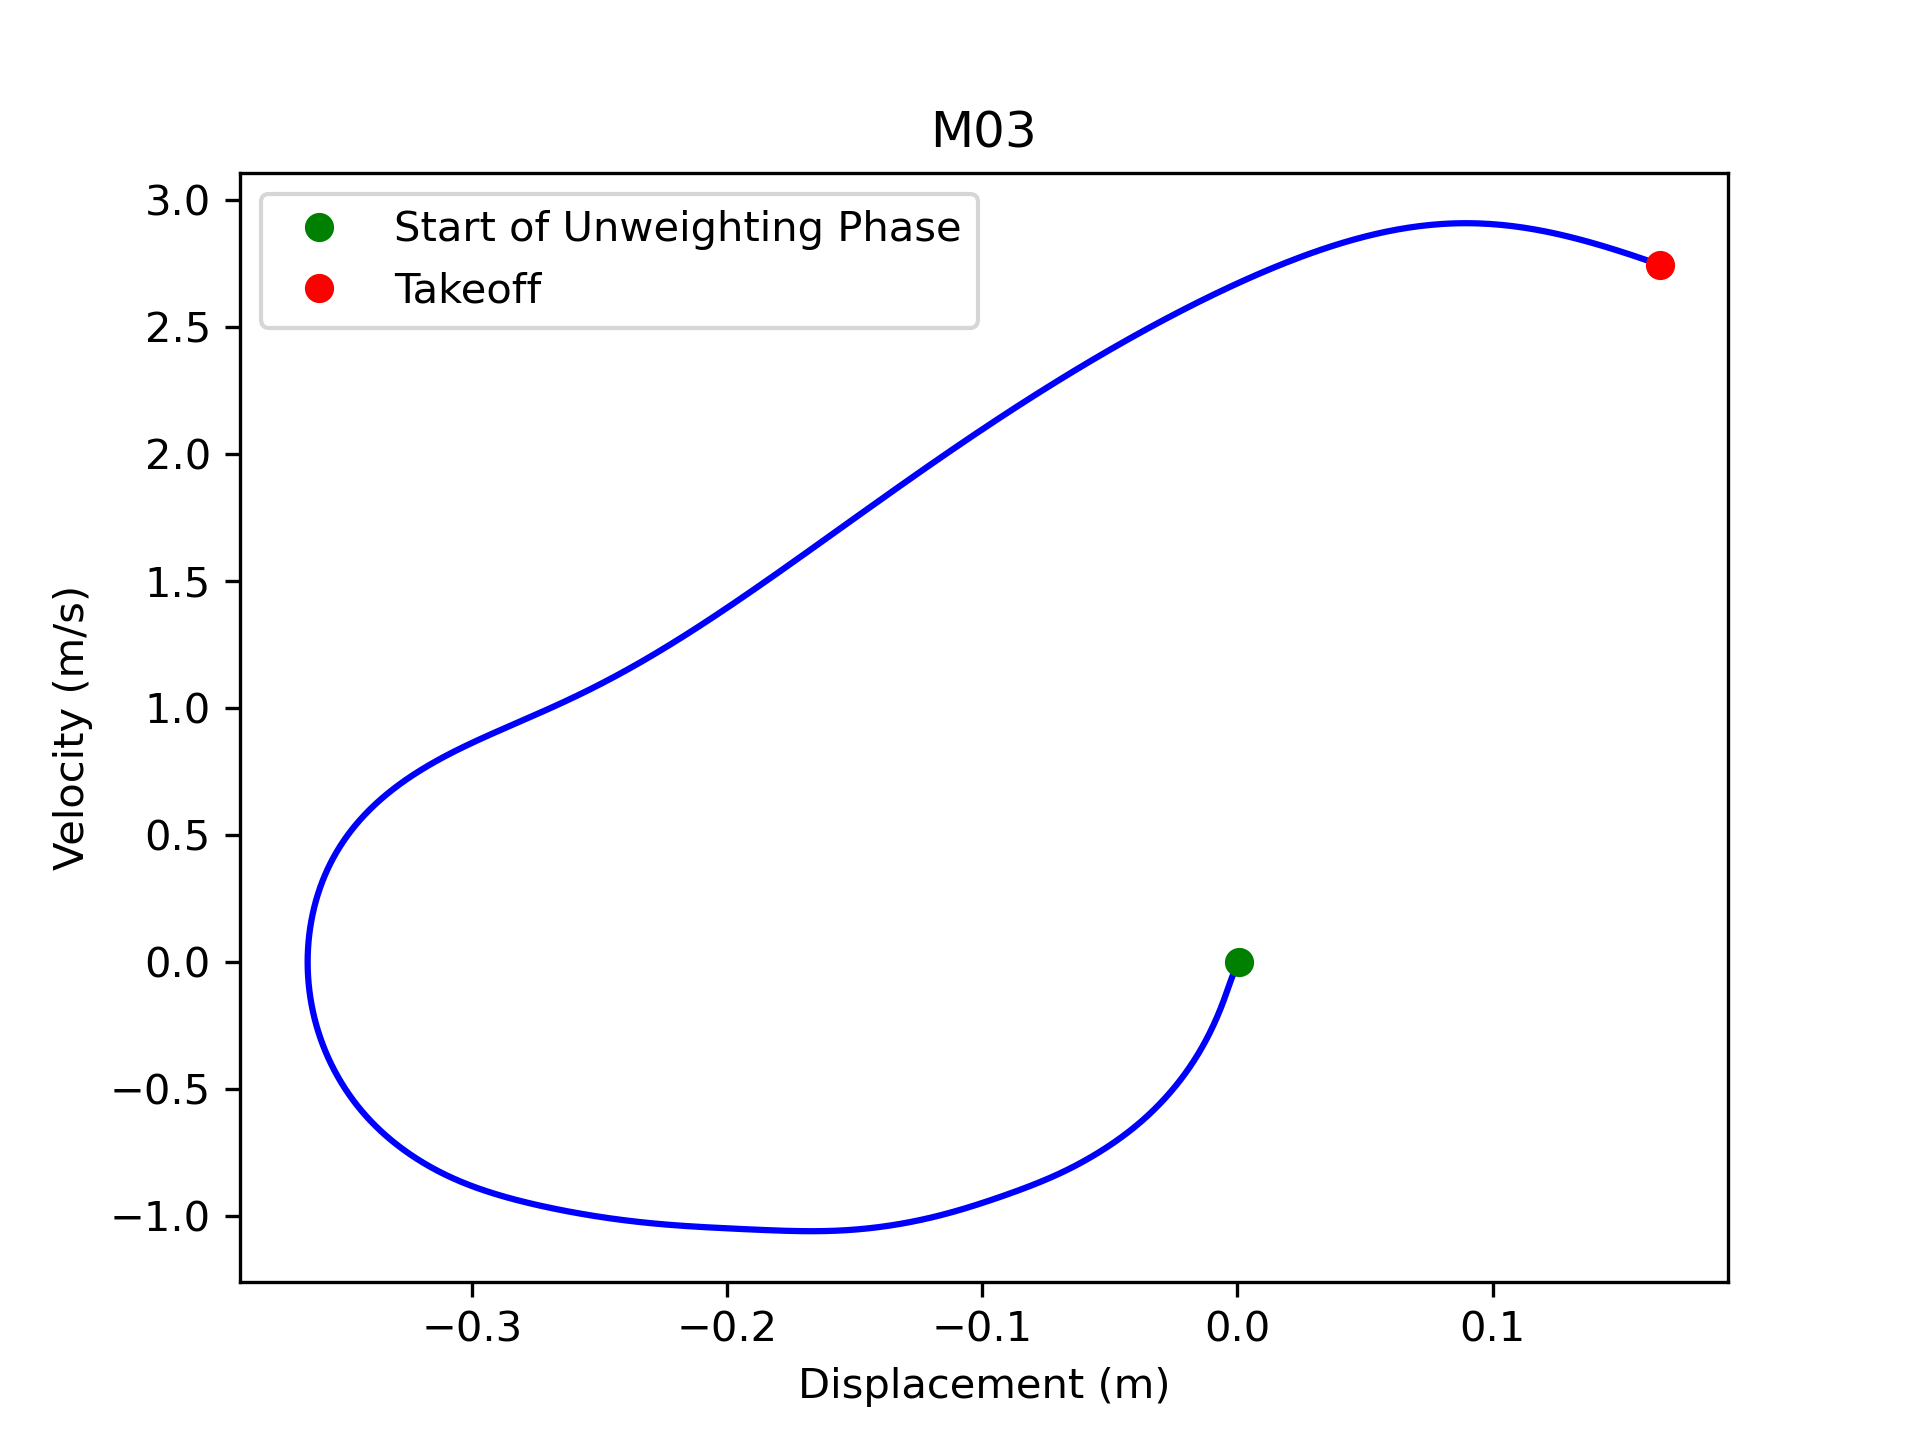 M03
Start of Unweighting Phase
Takeoff
Velocity (m/s)
3.0
2.5
2.0
1.5
1.0
0.5
0.0
−0.5
−1.0
−0.3 −0.2 −0.1 0.0 0.1
Displacement (m)